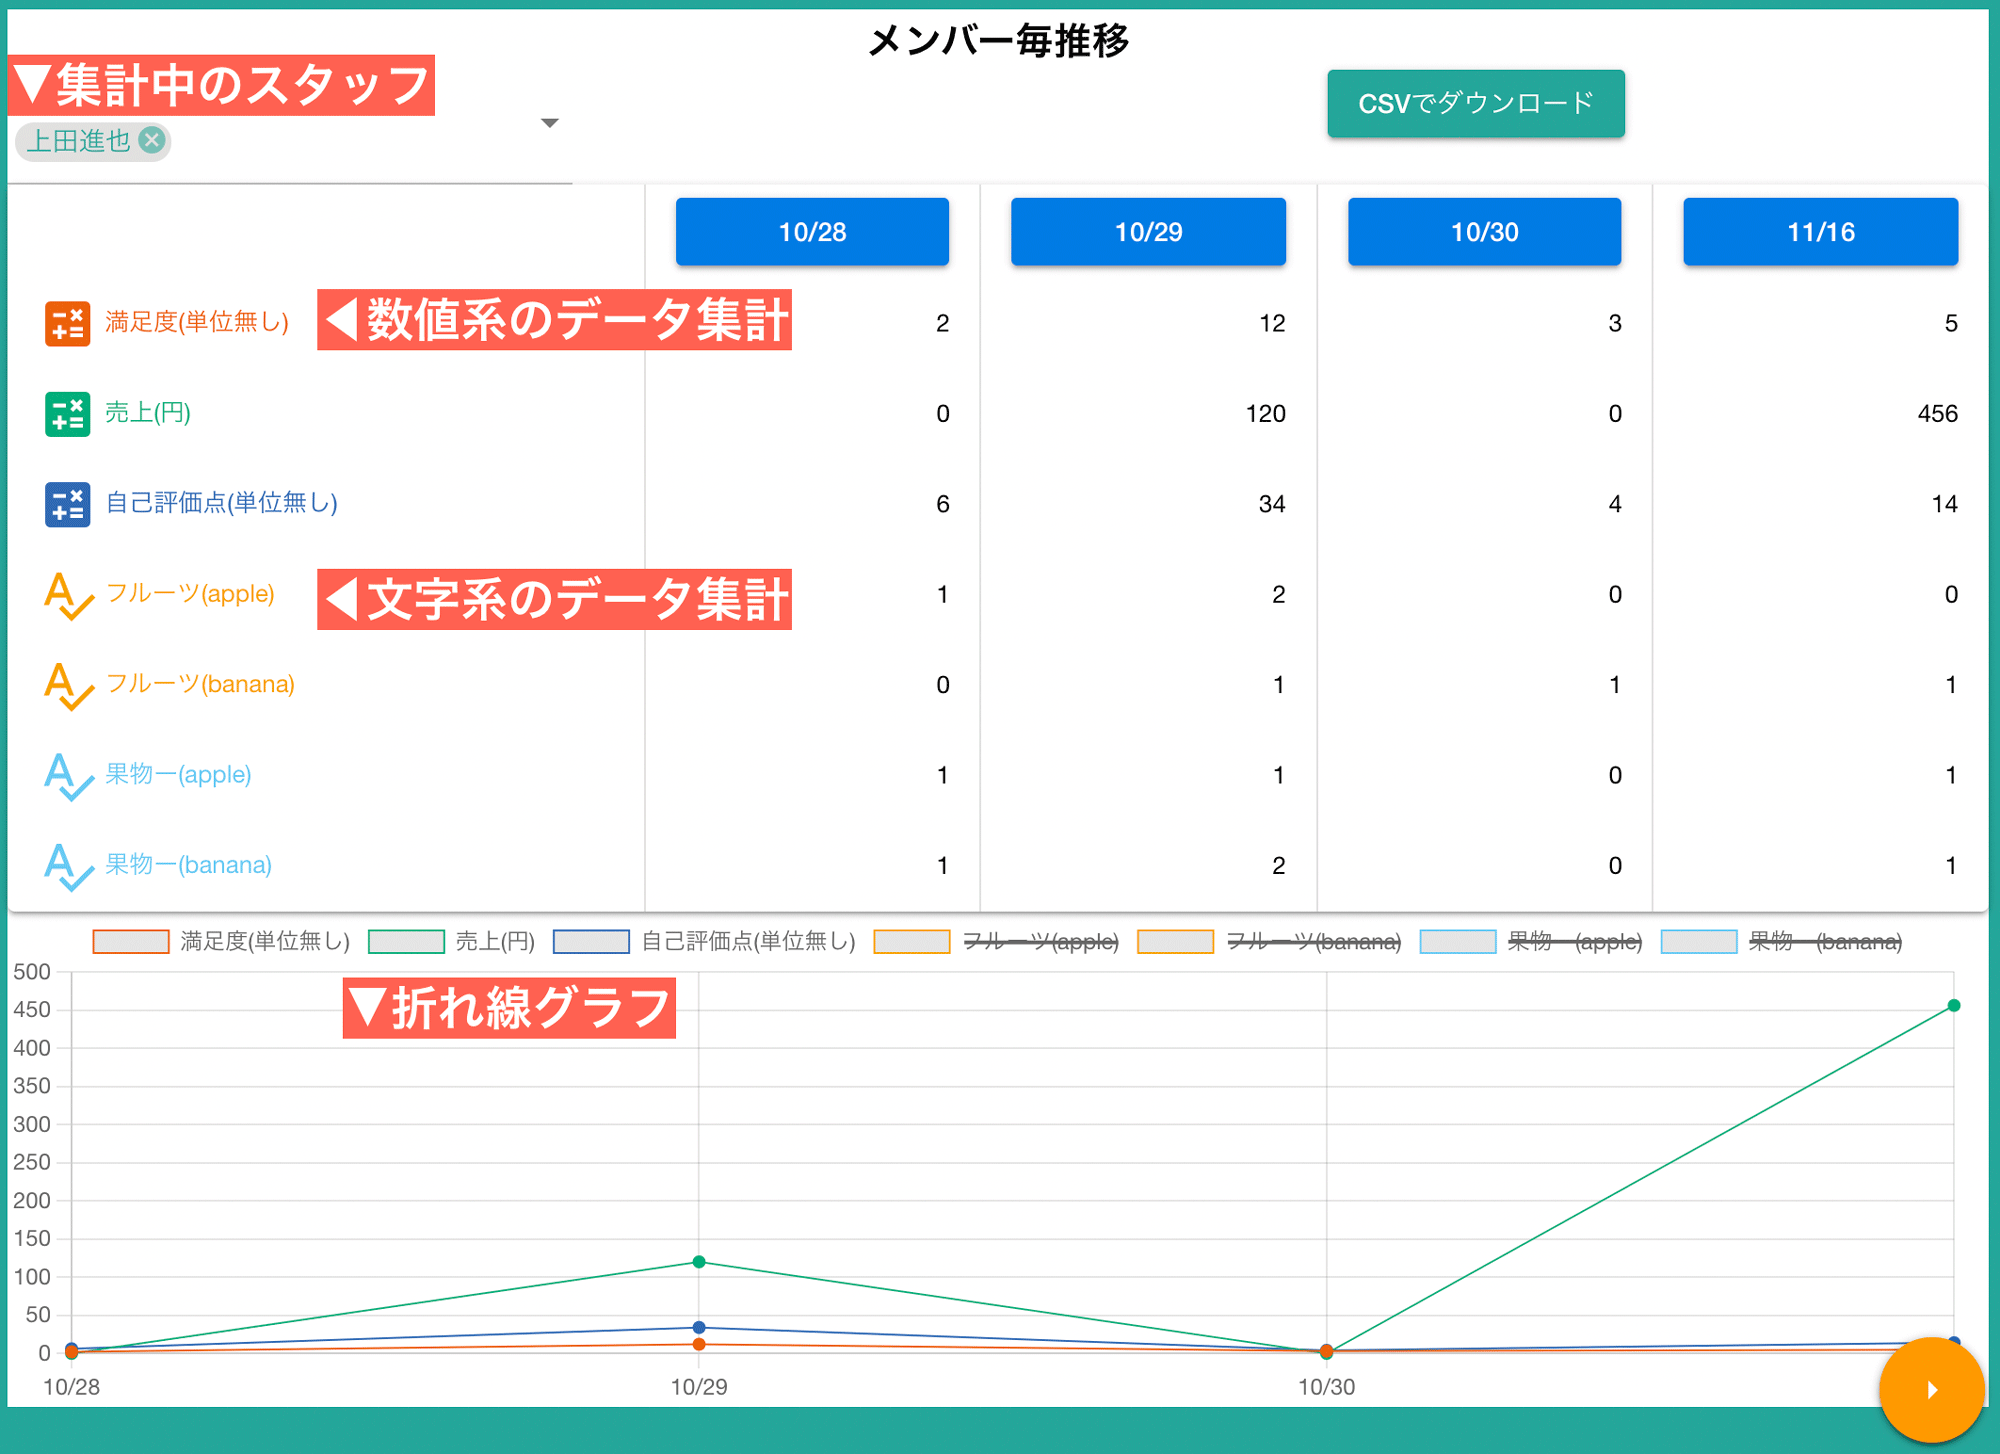 メンバー毎推移
▼集計中のスタッフ
上田進也
CSVでダウンロード
10/28 10/29 10/30 11/16
満足度(単位無し) ◀数値系のデータ集計 2 12 3 5
売上(円) 0 120 0 456
自己評価点(単位無し) 6 34 4 14
フルーツ(apple) ◀文字系のデータ集計 1 2 0 0
フルーツ(banana) 0 1 1 1
果物一(apple) 1 1 0 1
果物一(banana) 1 2 0 1
満足度(単位無し) 売上(円) 自己評価点(単位無し) フルーツ(apple) フルーツ(banana) 果物一(apple) 果物一(banana)
▼折れ線グラフ
500
450
400
350
300
250
200
150
100
50
0
10/28 10/29 10/30